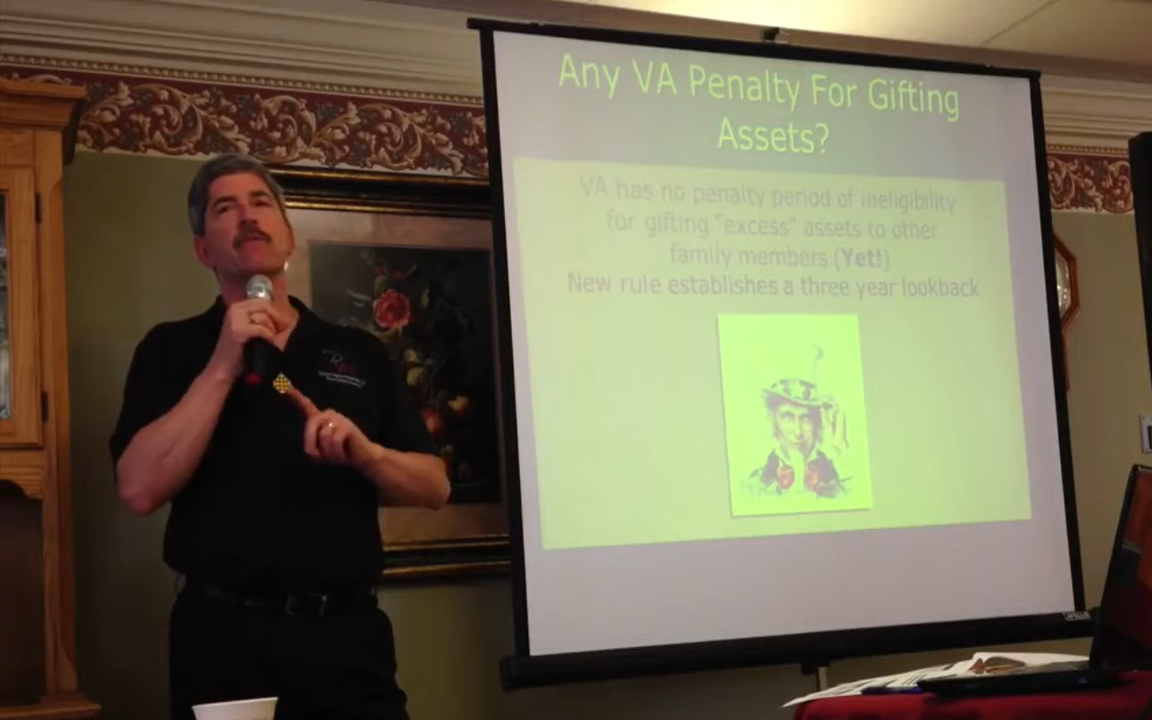 Any VA Penalty For Gifting
Assets?
VA has no penalty period of ineligibility
for gifting "excess" assets to other
family members (Yet!)
New rule establishes a three year lookback